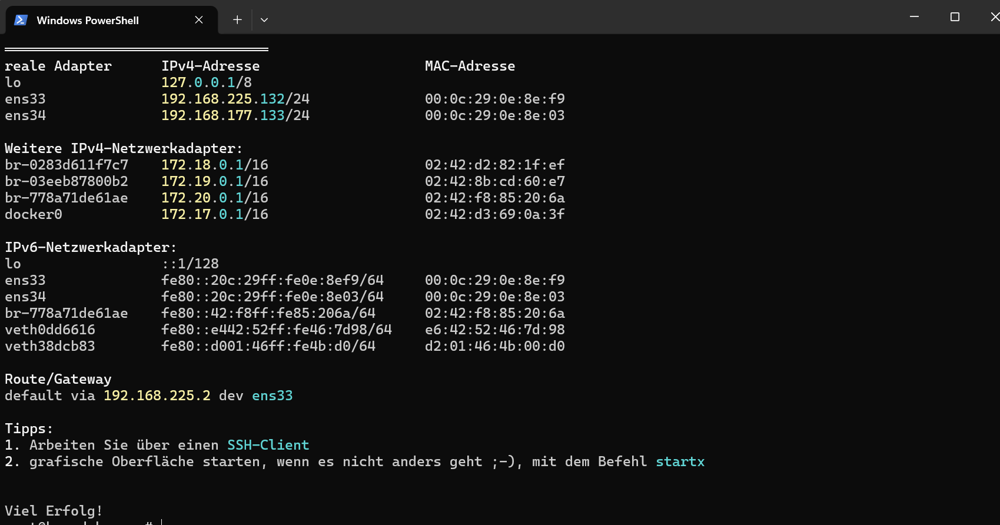 Windows PowerShell
reale Adapter IPv4-Adresse MAC-Adresse
lo 127.0.0.1/8
ens33 192.168.225.132/24 00:0c:29:0e:8e:f9
ens34 192.168.177.133/24 00:0c:29:0e:8e:03
Weitere IPv4-Netzwerkadapter:
br-0283d611f7c7 172.18.0.1/16 02:42:d2:82:1f:ef
br-03eeb87800b2 172.19.0.1/16 02:42:8b:cd:60:e7
br-778a71de61ae 172.20.0.1/16 02:42:f8:85:20:6a
docker0 172.17.0.1/16 02:42:d3:69:0a:3f
IPv6-Netzwerkadapter:
lo ::1/128
ens33 fe80::20c:29ff:fe0e:8ef9/64 00:0c:29:0e:8e:f9
ens34 fe80::20c:29ff:fe0e:8e03/64 00:0c:29:0e:8e:03
br-778a71de61ae fe80::42:f8ff:fe85:206a/64 02:42:f8:85:20:6a
veth0dd6616 fe80::e442:52ff:fe46:7d98/64 e6:42:52:46:7d:98
veth38dcb83 fe80::d001:46ff:fe4b:d0/64 d2:01:46:4b:00:d0
Route/Gateway
default via 192.168.225.2 dev ens33
Tipps:
1. Arbeiten Sie über einen SSH-Client
2. grafische Oberfläche starten, wenn es nicht anders geht ;-), mit dem Befehl startx
Viel Erfolg!